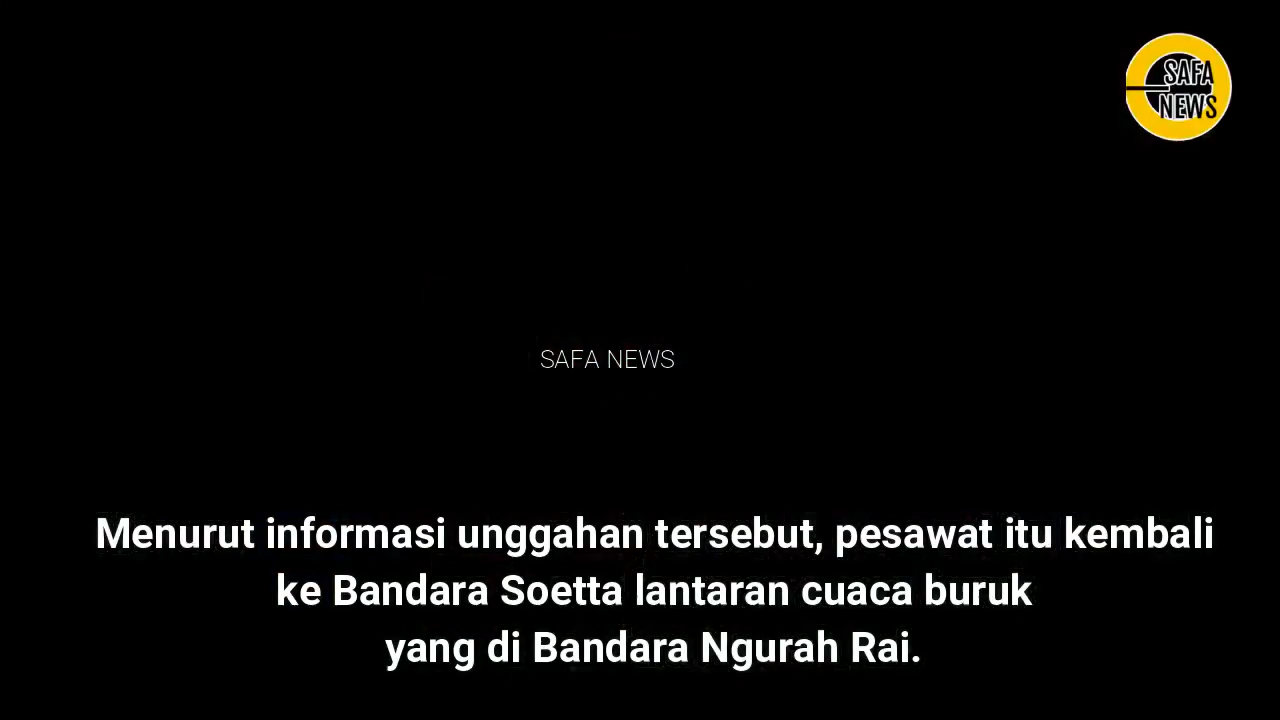 SAFA
NEWS
SAFA NEWS
Menurut informasi unggahan tersebut, pesawat itu kembali
ke Bandara Soetta lantaran cuaca buruk
yang di Bandara Ngurah Rai.